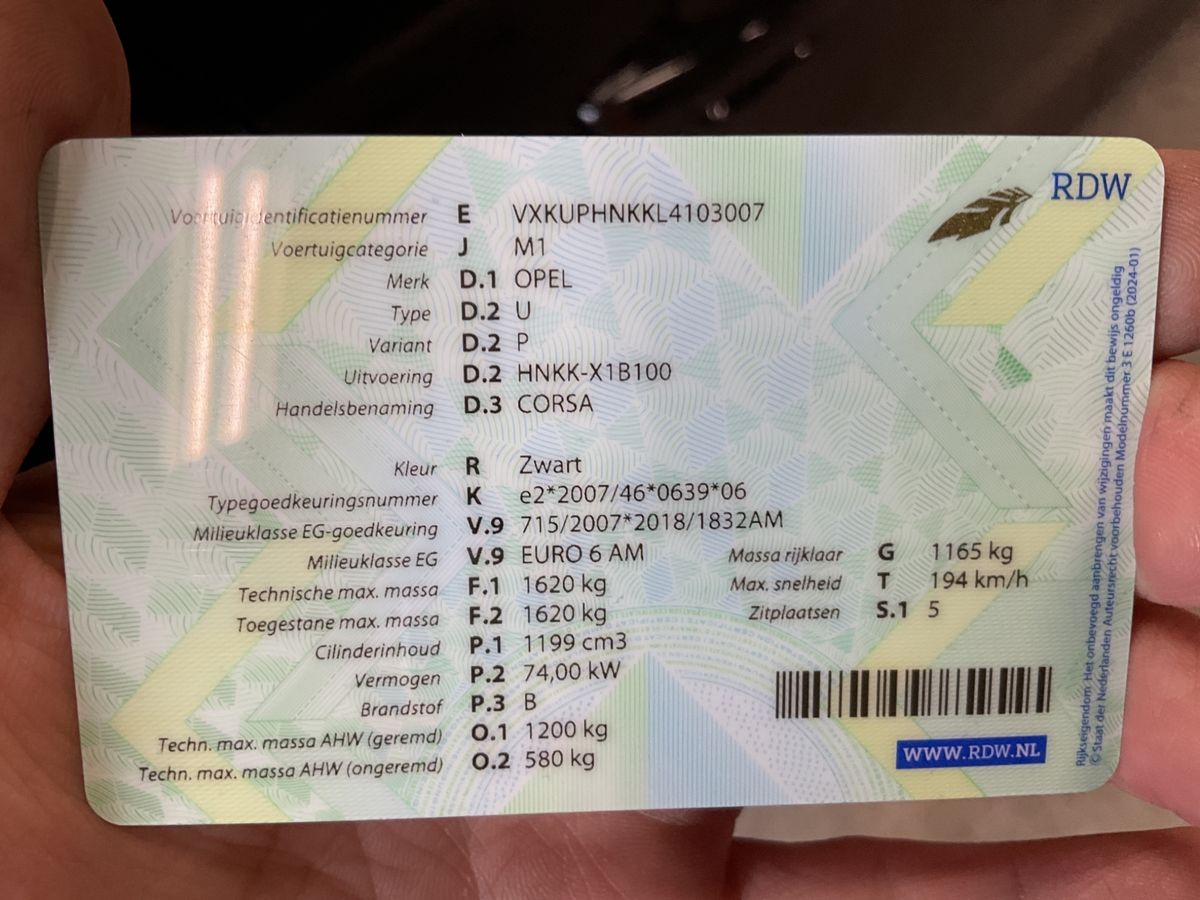 RDW
Voertuigidentificatienummer E VXKUPHNKKL4103007
Voertuigcategorie J M1
Merk D.1 OPEL
Type D.2 U
Variant D.2 P
Uitvoering D.2 HNKK-X1B100
Handelsbenaming D.3 CORSA
Kleur R Zwart
Typegoedkeuringsnummer K e2*2007/46*0639*06
Milieuklasse EG-goedkeuring V.9 715/2007*2018/1832AM
Milieuklasse EG V.9 EURO 6 AM Massa rijklaar G 1165 kg
Technische max. massa F.1 1620 kg Max. snelheid T 194 km/h
Toegestane max. massa F.2 1620 kg Zitplaatsen S.1 5
Cilinderinhoud P.1 1199 cm3
Vermogen P.2 74,00 kW
Brandstof P.3 B
Techn. max. massa AHW (geremd) O.1 1200 kg
Techn. max. massa AHW (ongeremd) O.2 580 kg
WWW.RDW.NL
Rijkseigendom. Het onbevoegd aanbrengen van wijzigingen maakt dit bewijs ongeldig
© Staat der Nederlanden Auteursrecht voorbehouden Modelnummer 3 E 1260b (2024-01)